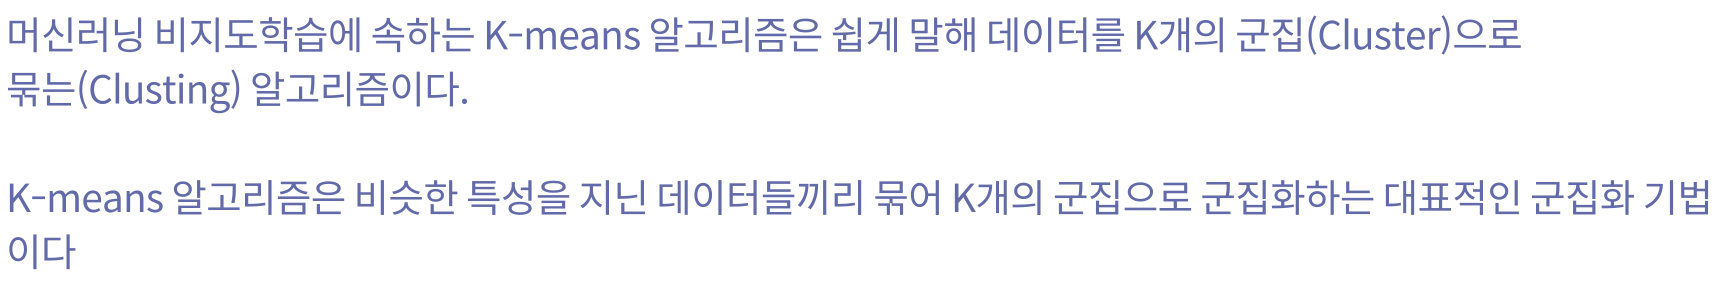 머신러닝 비지도학습에 속하는 K-means 알고리즘은 쉽게 말해 데이터를 K개의 군집(Cluster)으로
묶는(Clusting) 알고리즘이다.
K-means 알고리즘은 비슷한 특성을 지닌 데이터들끼리 묶어 K개의 군집으로 군집화하는 대표적인 군집화 기법
이다